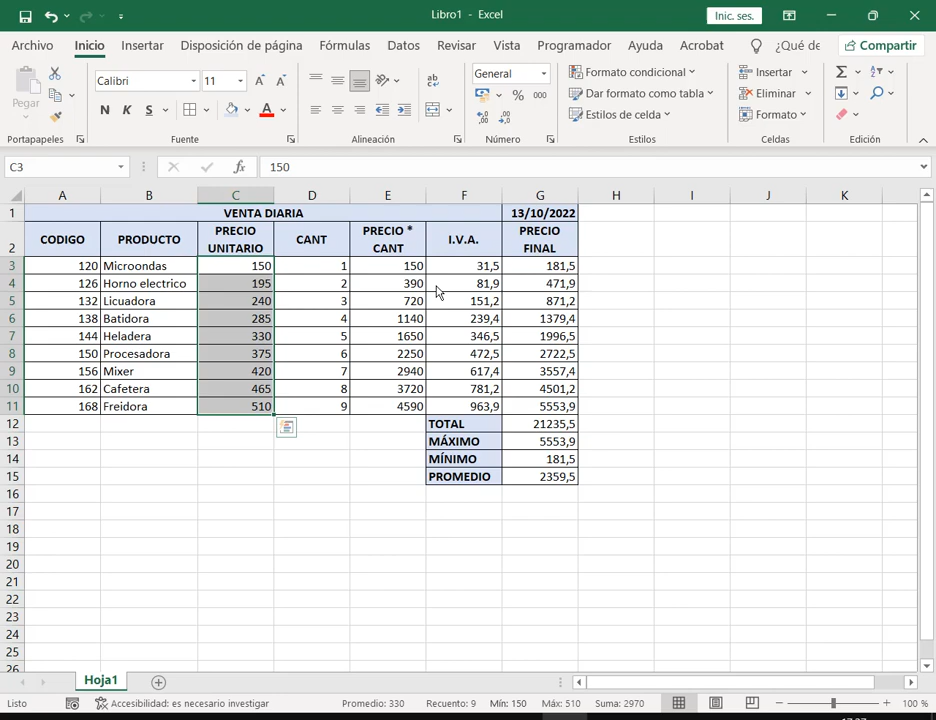 Libro1 - Excel
Inic. ses.
Archivo Inicio Insertar Disposición de página Fórmulas Datos Revisar Vista Programador Ayuda Acrobat ¿Qué de Compartir
Pegar
Calibri 11
N K S
General
% 000
Formato condicional
Dar formato como tabla
Estilos de celda
Insertar
Eliminar
Formato
Portapapeles Fuente Alineación Número Estilos Celdas Edición
C3 fx 150
A B C D E F G H I J K
1 VENTA DIARIA 13/10/2022
2 CODIGO PRODUCTO PRECIO UNITARIO CANT PRECIO * CANT I.V.A. PRECIO FINAL
3 120 Microondas 150 1 150 31,5 181,5
4 126 Horno electrico 195 2 390 81,9 471,9
5 132 Licuadora 240 3 720 151,2 871,2
6 138 Batidora 285 4 1140 239,4 1379,4
7 144 Heladera 330 5 1650 346,5 1996,5
8 150 Procesadora 375 6 2250 472,5 2722,5
9 156 Mixer 420 7 2940 617,4 3557,4
10 162 Cafetera 465 8 3720 781,2 4501,2
11 168 Freidora 510 9 4590 963,9 5553,9
12 TOTAL 21235,5
13 MÁXIMO 5553,9
14 MÍNIMO 181,5
15 PROMEDIO 2359,5
16
17
18
19
20
21
22
23
24
25
26
Hoja1
Listo Accesibilidad: es necesario investigar Promedio: 330 Recuento: 9 Mín: 150 Máx: 510 Suma: 2970 100 %